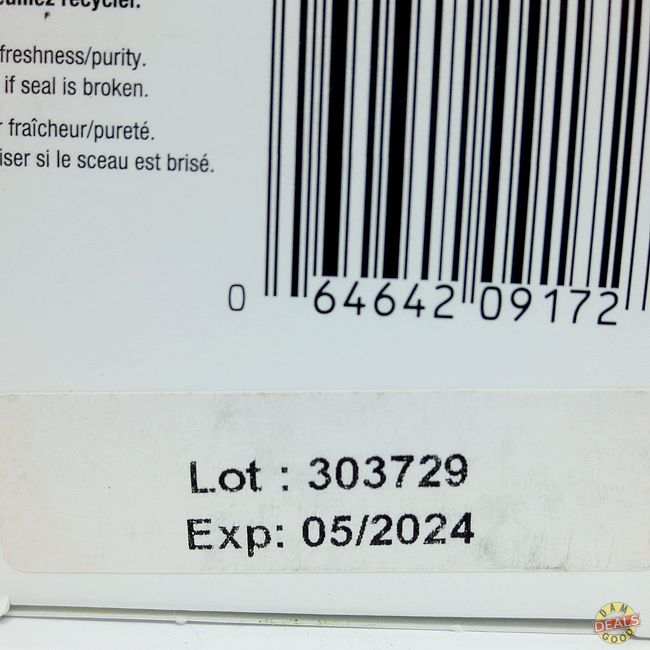 recycler.
freshness/purity.
if seal is broken.
fraîcheur/pureté.
si le sceau est brisé.
0 64642 09172
Lot : 303729
Exp: 05/2024
DAM
DEALS
GOOD